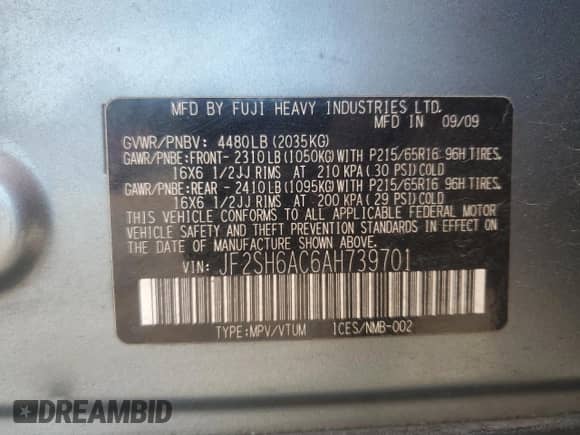 MFD BY FUJI HEAVY INDUSTRIES LTD.
MFD IN 09/09
GVWR/PNBV: 4480LB(2035KG)
GAWR/PNBE:FRONT- 2310LB(1050KG)WITH P215/65R16 96H TIRES.
16X6 1/2JJ RIMS AT 210 KPA(30 PSI)COLD
GAWR/PNBE:REAR - 2410LB(1095KG)WITH P215/65R16 96H TIRES.
16X6 1/2JJ RIMS AT 200 KPA(29 PSI)COLD
THIS VEHICLE CONFORMS TO ALL APPLICABLE FEDERAL MOTOR
VEHICLE SAFETY AND THEFT PREVENTION STANDARDS IN EFFECT ON
THE DATE OF MANUFACTURE SHOWN ABOVE.
VIN: JF2SH6AC6AH739701
TYPE:MPV/VTUM ICES/NMB-002
DREAMBID